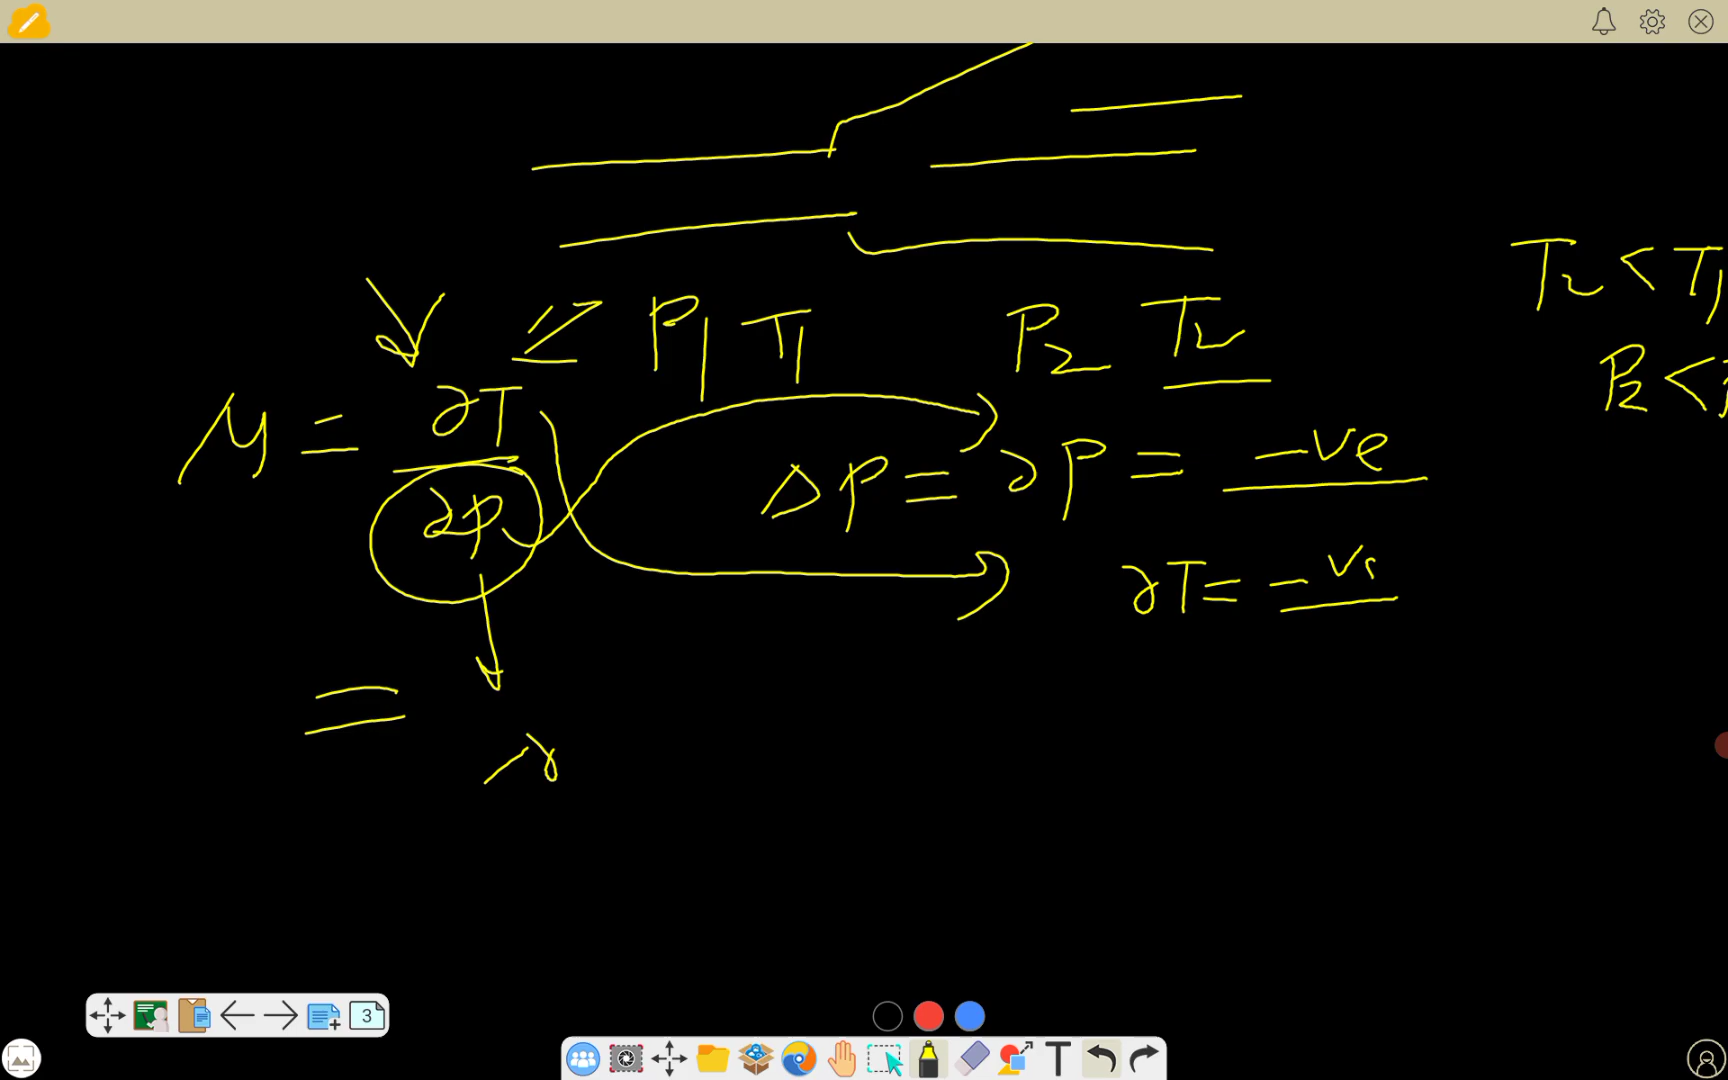 T₂ < T₁
P₁ T₁ P₂ T₂
P₂ <
μ = ∂T / ∂P
ΔP = ∂P = -ve
∂T = -ve
=
3
T